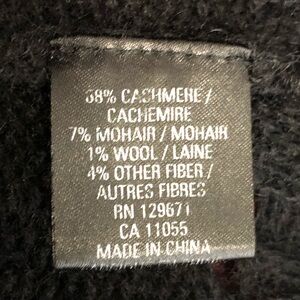 88% CASHMERE /
CACHEMIRE
7% MOHAIR / MOHAIR
1% WOOL / LAINE
4% OTHER FIBER /
AUTRES FIBRES
RN 129671
CA 11055
MADE IN CHINA